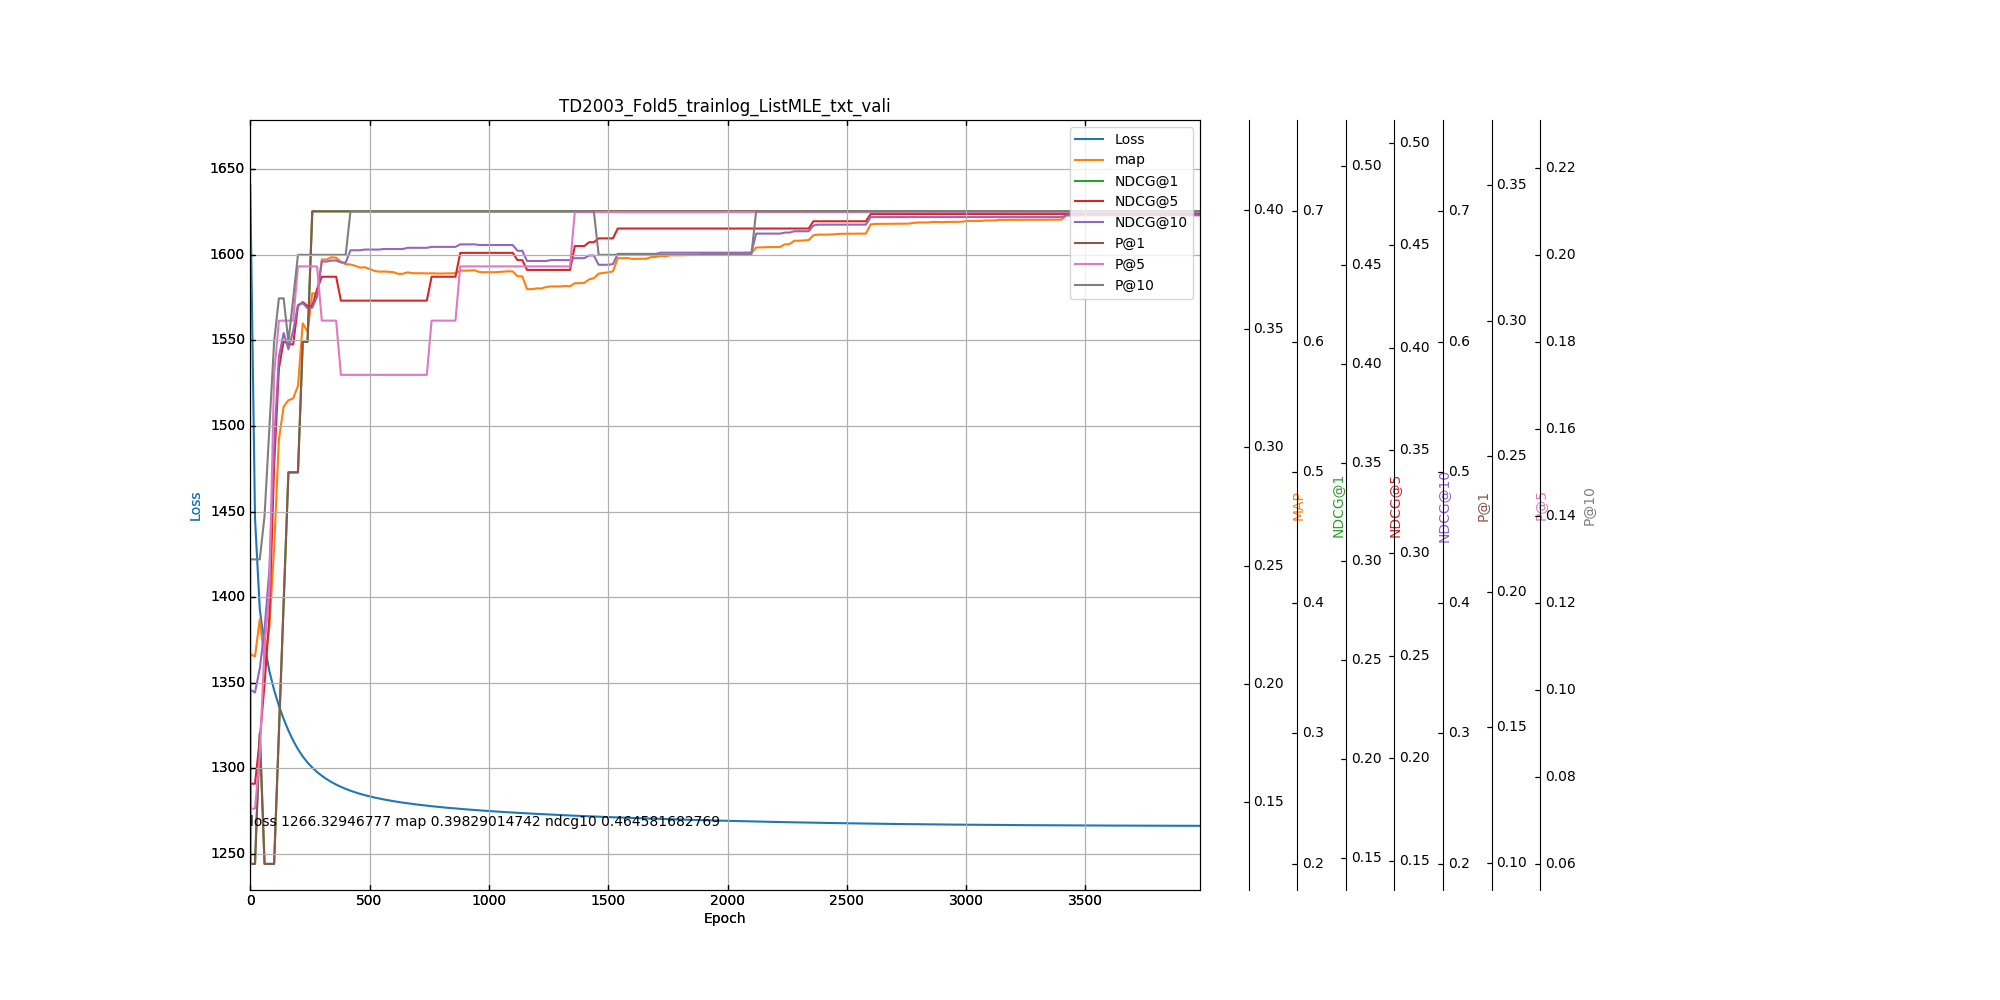 TD2003_Fold5_trainlog_ListMLE_txt_vali
Loss
map
NDCG@1
NDCG@5
NDCG@10
P@1
P@5
P@10
1650
1600
1550
1500
1450
1400
1350
1300
1250
Loss
loss 1266.32946777 map 0.39829014742 ndcg10 0.464581682769
0 500 1000 1500 2000 2500 3000 3500
Epoch
0.40
0.35
0.30
0.25
0.20
0.15
MAP
0.7
0.6
0.5
0.4
0.3
0.2
NDCG@1
0.50
0.45
0.40
0.35
0.30
0.25
0.20
0.15
NDCG@5
0.50
0.45
0.40
0.35
0.30
0.25
0.20
0.15
NDCG@10
0.7
0.6
0.5
0.4
0.3
0.2
P@1
0.35
0.30
0.25
0.20
0.15
0.10
P@5
0.22
0.20
0.18
0.16
0.14
0.12
0.10
0.08
0.06
P@10